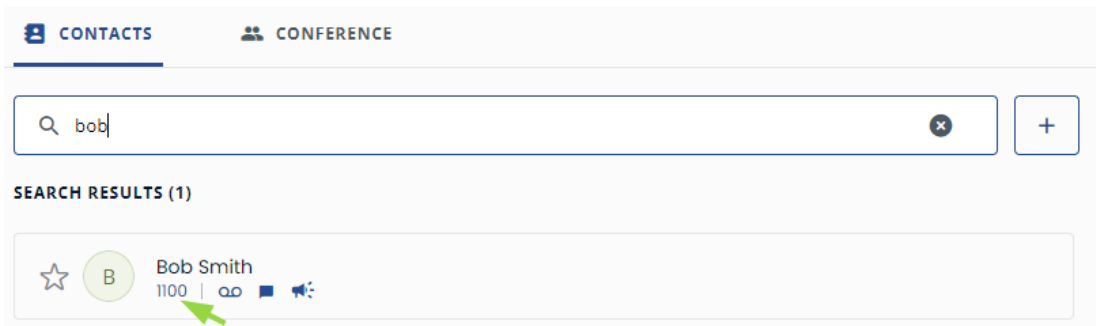 CONTACTS CONFERENCE
bob
+
SEARCH RESULTS (1)
B
Bob Smith
1100 |